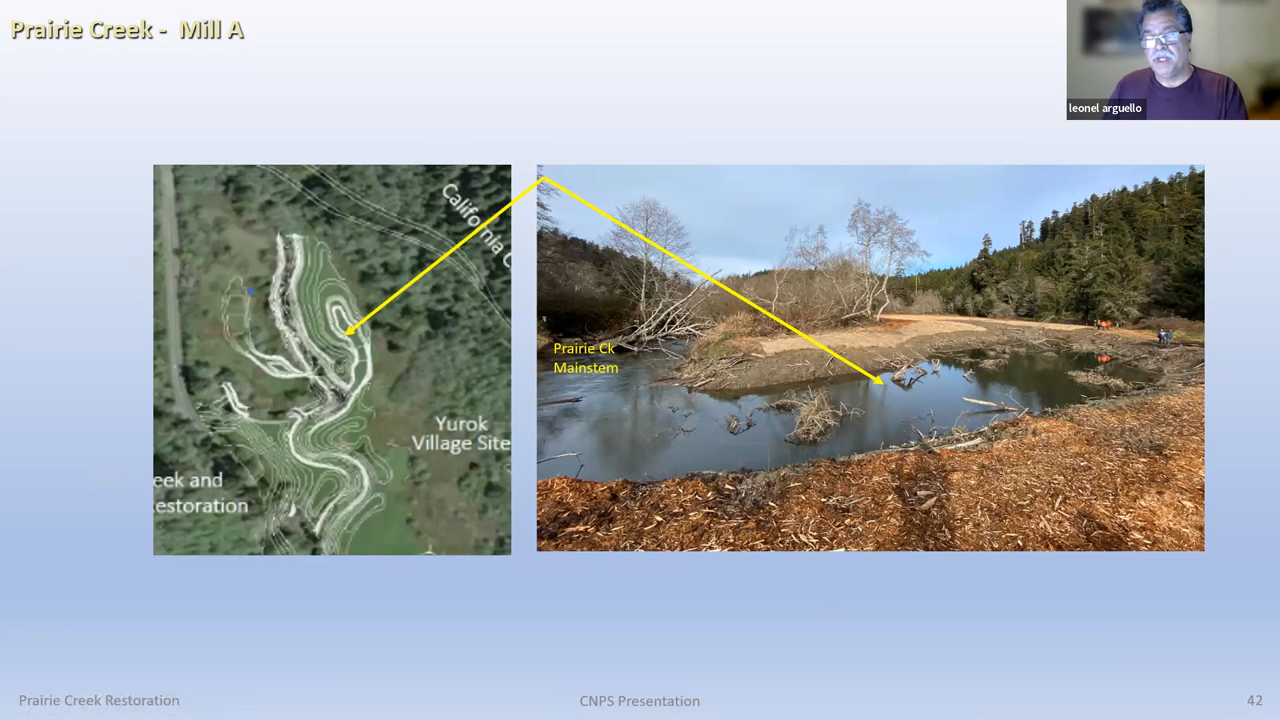 Prairie Creek - Mill A
leonel arguello
California C
Yurok
Village Site
eek and
estoration
Prairie Ck
Mainstem
Prairie Creek Restoration
CNPS Presentation
42